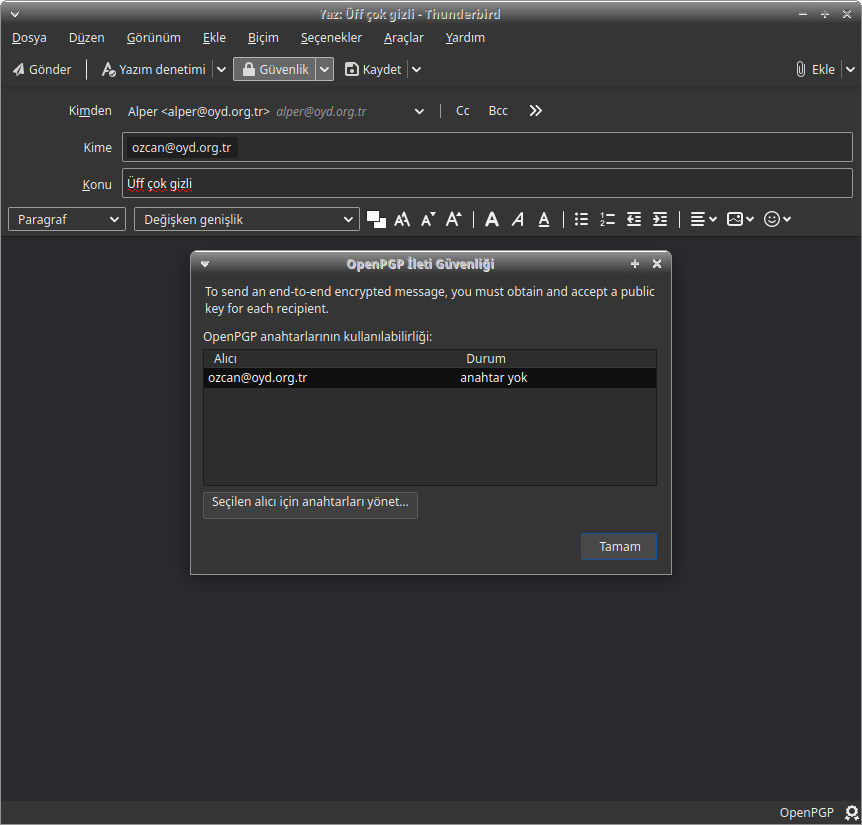 Yaz: Üff çok gizli - Thunderbird
Dosya Düzen Görünüm Ekle Biçim Seçenekler Araçlar Yardım
Gönder Yazım denetimi Güvenlik Kaydet Ekle
Kimden Alper <alper@oyd.org.tr> alper@oyd.org.tr Cc Bcc
Kime ozcan@oyd.org.tr
Konu Üff çok gizli
Paragraf Değişken genişlik
OpenPGP İleti Güvenliği
To send an end-to-end encrypted message, you must obtain and accept a public
key for each recipient.
OpenPGP anahtarlarının kullanılabilirliği:
Alıcı Durum
ozcan@oyd.org.tr anahtar yok
Seçilen alıcı için anahtarları yönet...
Tamam
OpenPGP